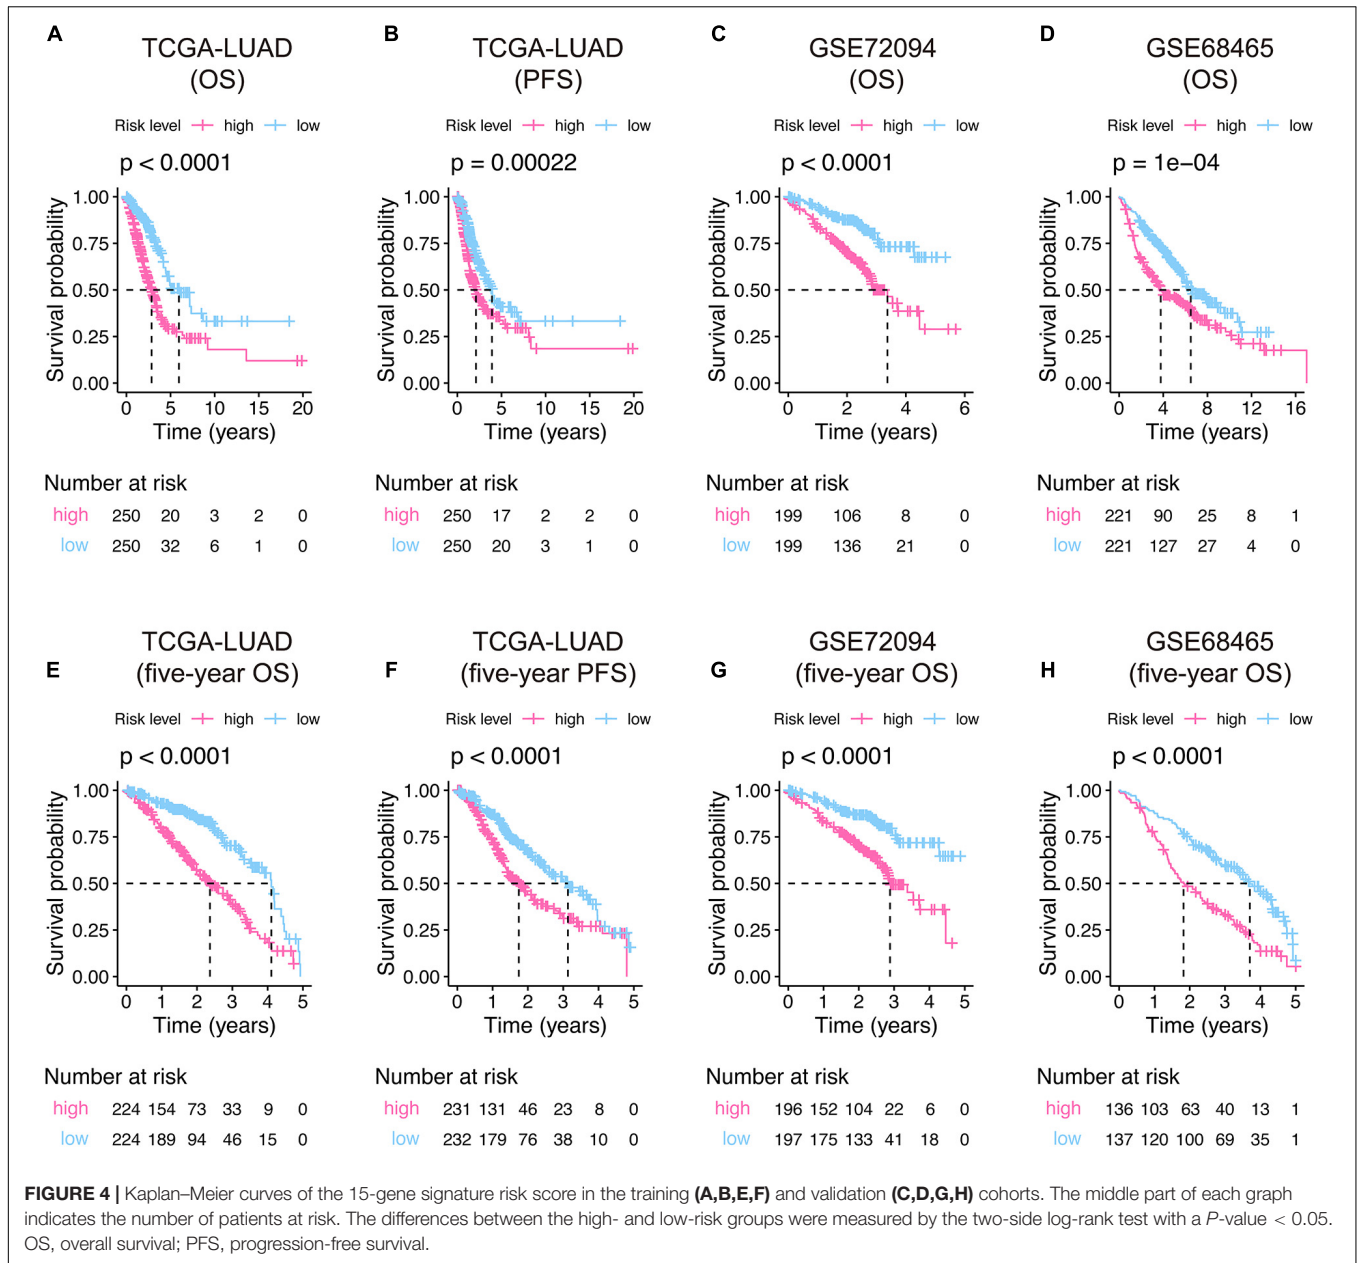 A
TCGA-LUAD
(OS)
Risk level high low
p < 0.0001
Survival probability
1.00
0.75
0.50
0.25
0.00
0 5 10 15 20
Time (years)
Number at risk
high 250 20 3 2 0
low 250 32 6 1 0
B
TCGA-LUAD
(PFS)
Risk level high low
p = 0.00022
Survival probability
1.00
0.75
0.50
0.25
0.00
0 5 10 15 20
Time (years)
Number at risk
high 250 17 2 2 0
low 250 20 3 1 0
C
GSE72094
(OS)
Risk level high low
p < 0.0001
Survival probability
1.00
0.75
0.50
0.25
0.00
0 2 4 6
Time (years)
Number at risk
high 199 106 8 0
low 199 136 21 0
D
GSE68465
(OS)
Risk level high low
p = 1e−04
Survival probability
1.00
0.75
0.50
0.25
0.00
0 4 8 12 16
Time (years)
Number at risk
high 221 90 25 8 1
low 221 127 27 4 0
E
TCGA-LUAD
(five-year OS)
Risk level high low
p < 0.0001
Survival probability
1.00
0.75
0.50
0.25
0.00
0 1 2 3 4 5
Time (years)
Number at risk
high 224 154 73 33 9 0
low 224 189 94 46 15 0
F
TCGA-LUAD
(five-year PFS)
Risk level high low
p < 0.0001
Survival probability
1.00
0.75
0.50
0.25
0.00
0 1 2 3 4 5
Time (years)
Number at risk
high 231 131 46 23 8 0
low 232 179 76 38 10 0
G
GSE72094
(five-year OS)
Risk level high low
p < 0.0001
Survival probability
1.00
0.75
0.50
0.25
0.00
0 1 2 3 4 5
Time (years)
Number at risk
high 196 152 104 22 6 0
low 197 175 133 41 18 0
H
GSE68465
(five-year OS)
Risk level high low
p < 0.0001
Survival probability
1.00
0.75
0.50
0.25
0.00
0 1 2 3 4 5
Time (years)
Number at risk
high 136 103 63 40 13 1
low 137 120 100 69 35 1
FIGURE 4 | Kaplan–Meier curves of the 15-gene signature risk score in the training (A,B,E,F) and validation (C,D,G,H) cohorts. The middle part of each graph
indicates the number of patients at risk. The differences between the high- and low-risk groups were measured by the two-side log-rank test with a P-value < 0.05.
OS, overall survival; PFS, progression-free survival.